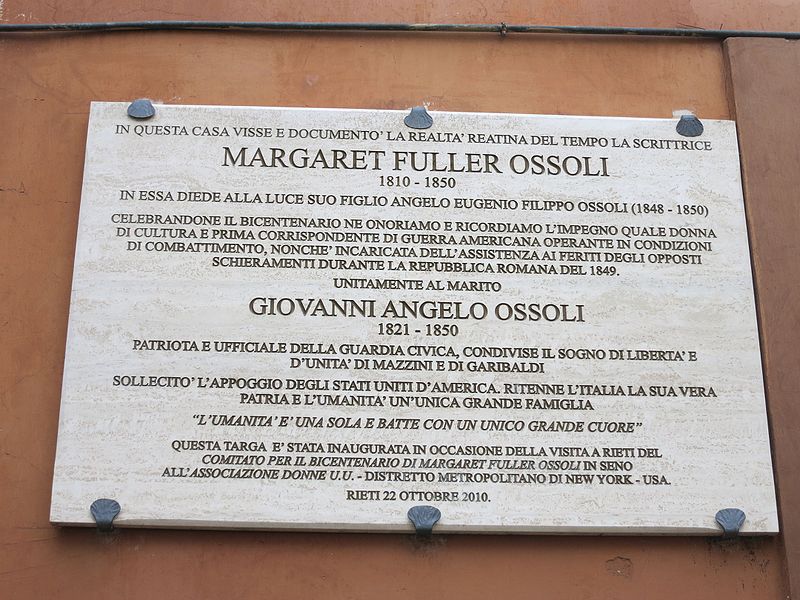 IN QUESTA CASA VISSE E DOCUMENTO' LA REALTA' REATINA DEL TEMPO LA SCRITTRICE
MARGARET FULLER OSSOLI
1810 - 1850
IN ESSA DIEDE ALLA LUCE SUO FIGLIO ANGELO EUGENIO FILIPPO OSSOLI (1848 - 1850)
CELEBRANDONE IL BICENTENARIO NE ONORIAMO E RICORDIAMO L'IMPEGNO QUALE DONNA
DI CULTURA E PRIMA CORRISPONDENTE DI GUERRA AMERICANA OPERANTE IN CONDIZIONI
DI COMBATTIMENTO, NONCHE' INCARICATA DELL'ASSISTENZA AI FERITI DEGLI OPPOSTI
SCHIERAMENTI DURANTE LA REPUBBLICA ROMANA DEL 1849.
UNITAMENTE AL MARITO
GIOVANNI ANGELO OSSOLI
1821 - 1850
PATRIOTA E UFFICIALE DELLA GUARDIA CIVICA, CONDIVISE IL SOGNO DI LIBERTA' E
D'UNITA' DI MAZZINI E DI GARIBALDI
SOLLECITO' L'APPOGGIO DEGLI STATI UNITI D'AMERICA. RITENNE L'ITALIA LA SUA VERA
PATRIA E L'UMANITA' UN'UNICA GRANDE FAMIGLIA
"L'UMANITA' E' UNA SOLA E BATTE CON UN UNICO GRANDE CUORE"
QUESTA TARGA E' STATA INAUGURATA IN OCCASIONE DELLA VISITA A RIETI DEL
COMITATO PER IL BICENTENARIO DI MARGARET FULLER OSSOLI IN SENO
ALL'ASSOCIAZIONE DONNE U.U. - DISTRETTO METROPOLITANO DI NEW YORK - USA.
RIETI 22 OTTOBRE 2010.